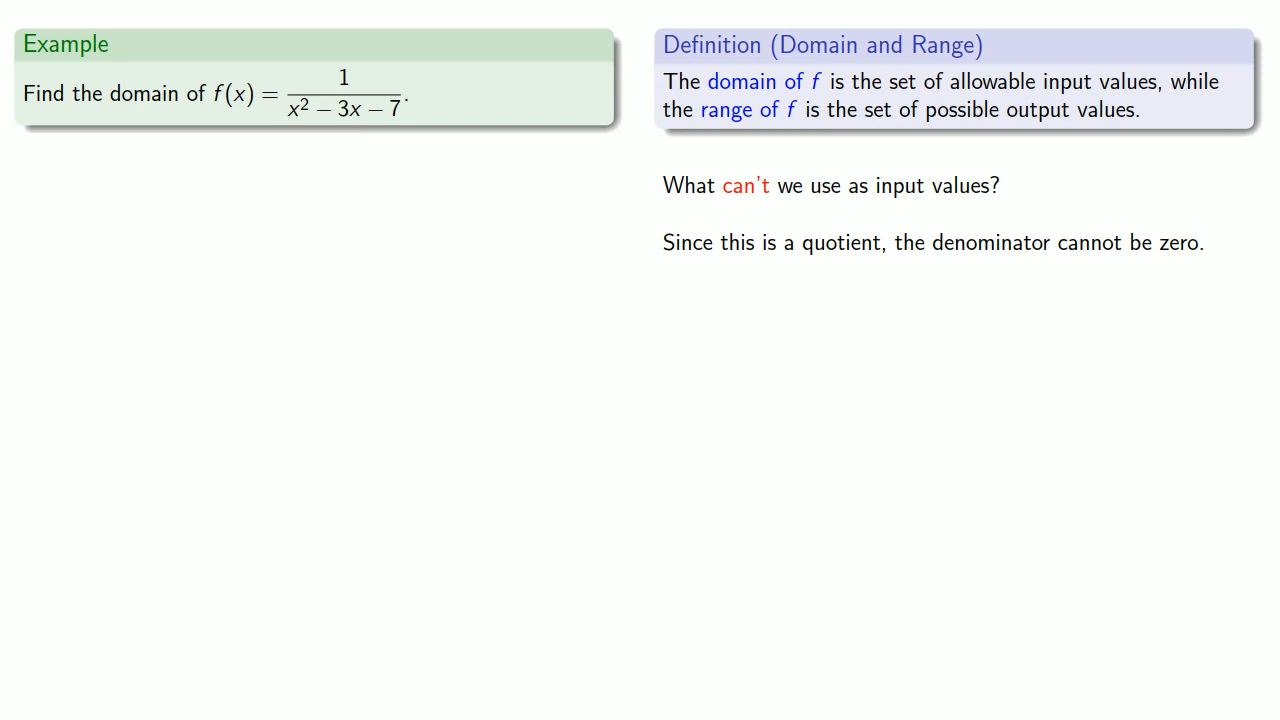 Example
Find the domain of f(x) = 1/(x² − 3x − 7).
Definition (Domain and Range)
The domain of f is the set of allowable input values, while
the range of f is the set of possible output values.
What can't we use as input values?
Since this is a quotient, the denominator cannot be zero.